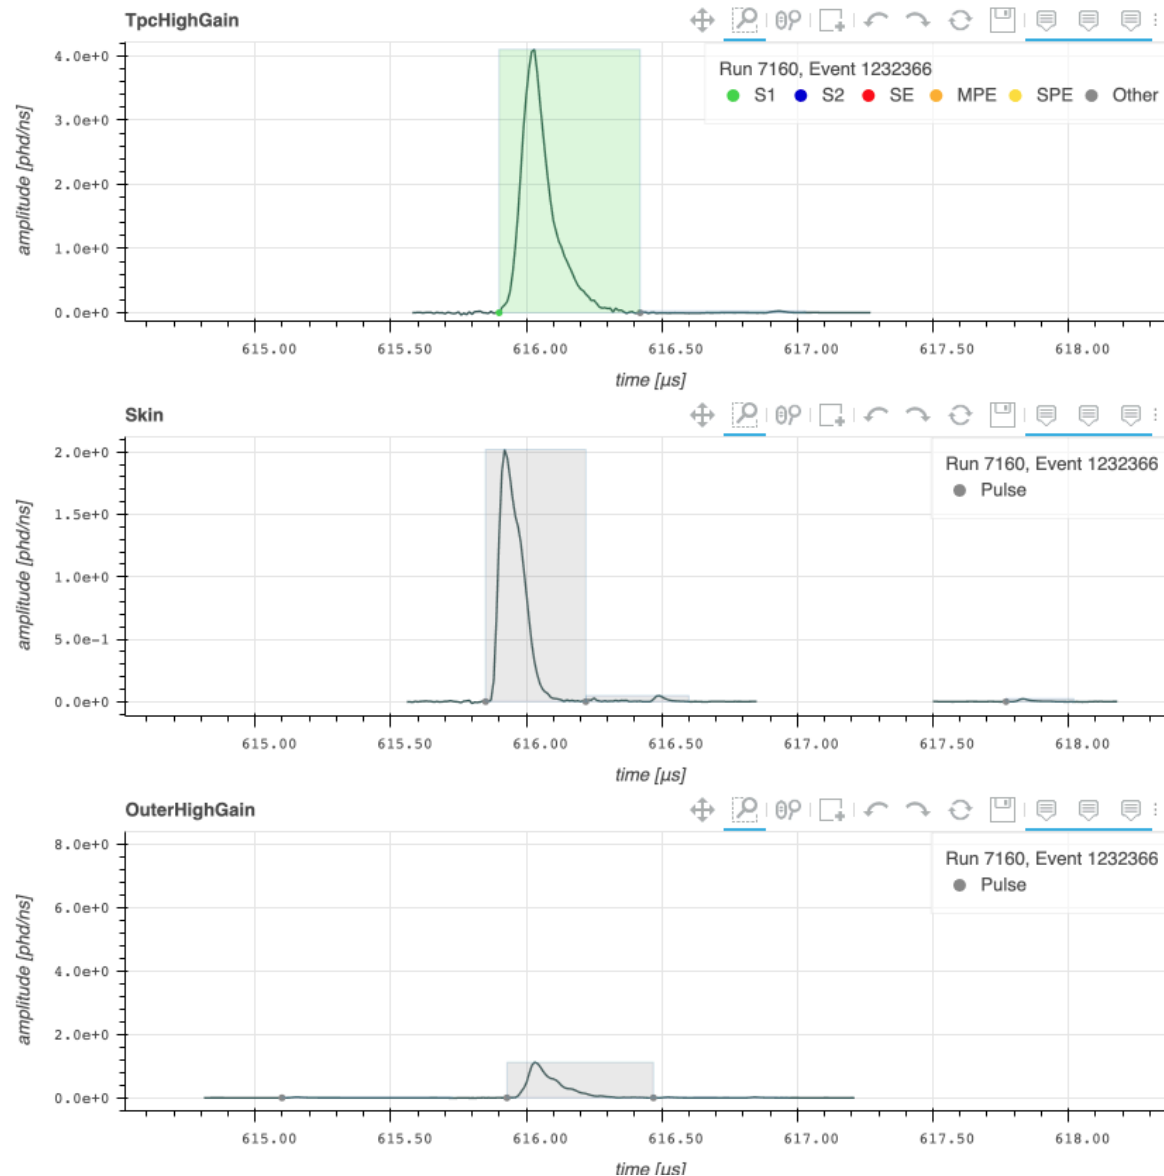 TpcHighGain
Run 7160, Event 1232366
S1 S2 SE MPE SPE Other
amplitude [phd/ns]
4.0e+0
3.0e+0
2.0e+0
1.0e+0
0.0e+0
615.00 615.50 616.00 616.50 617.00 617.50 618.00
time [µs]
Skin
Run 7160, Event 1232366
Pulse
amplitude [phd/ns]
2.0e+0
1.5e+0
1.0e+0
5.0e−1
0.0e+0
615.00 615.50 616.00 616.50 617.00 617.50 618.00
time [µs]
OuterHighGain
Run 7160, Event 1232366
Pulse
amplitude [phd/ns]
8.0e+0
6.0e+0
4.0e+0
2.0e+0
0.0e+0
615.00 615.50 616.00 616.50 617.00 617.50 618.00
time [µs]